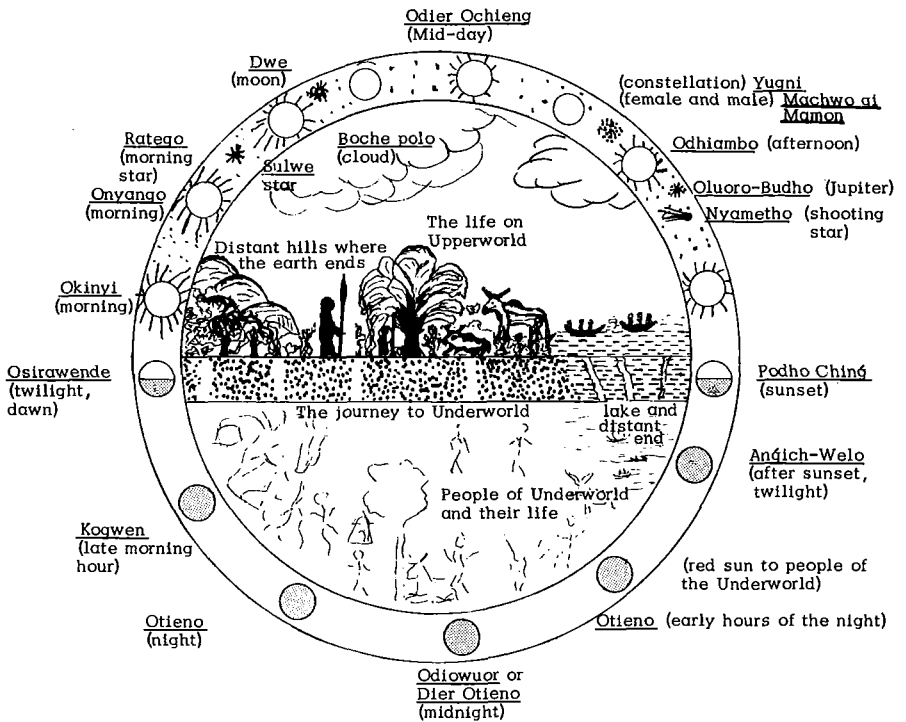 Odier Ochieng
(Mid-day)
Dwe
(moon)
(constellation) Yugni
(female and male) Machwo gi
Mamon
Ratego
(morning
star)
Boche polo
(cloud)
Odhiambo (afternoon)
Sulwe
star
Oluoro-Budho (Jupiter)
Onyango
(morning)
Nyametho (shooting
star)
The life on
Upperworld
Distant hills where
the earth ends
Okinyi
(morning)
Osirawende
(twilight,
dawn)
Podho Ching
(sunset)
The journey to Underworld
lake and
distant
end
Angich-Welo
(after sunset,
twilight)
People of Underworld
and their life
Kogwen
(late morning
hour)
(red sun to people of
the Underworld)
Otieno
(night)
Otieno (early hours of the night)
Odiowuor or
Dier Otieno
(midnight)